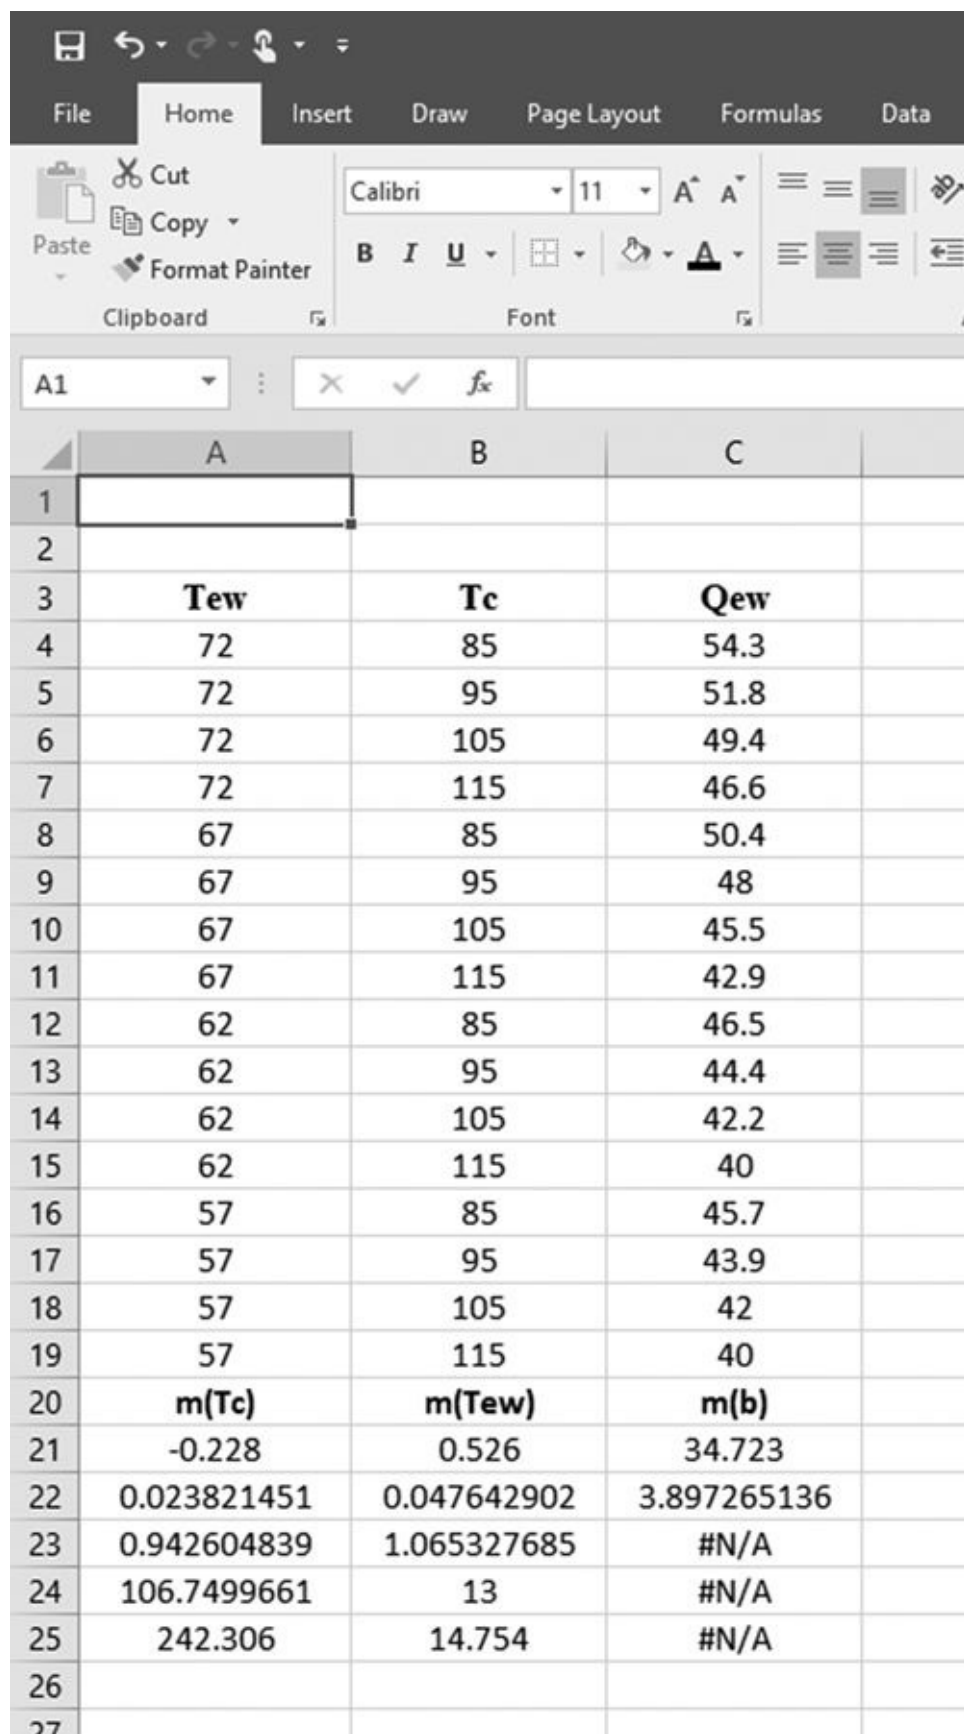 File Home Insert Draw Page Layout Formulas Data
Cut
Calibri 11 A A ab
Copy
Paste
B I U A
Format Painter
Clipboard Font
A1 fx
A B C
1
2
3 Tew Tc Qew
4 72 85 54.3
5 72 95 51.8
6 72 105 49.4
7 72 115 46.6
8 67 85 50.4
9 67 95 48
10 67 105 45.5
11 67 115 42.9
12 62 85 46.5
13 62 95 44.4
14 62 105 42.2
15 62 115 40
16 57 85 45.7
17 57 95 43.9
18 57 105 42
19 57 115 40
20 m(Tc) m(Tew) m(b)
21 -0.228 0.526 34.723
22 0.023821451 0.047642902 3.897265136
23 0.942604839 1.065327685 #N/A
24 106.7499661 13 #N/A
25 242.306 14.754 #N/A
26
27